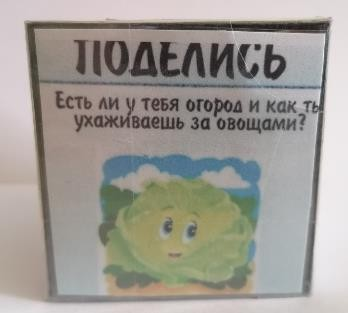 ПОДЕЛИСЬ
Есть ли у тебя огород и как ты
ухаживаешь за овощами?